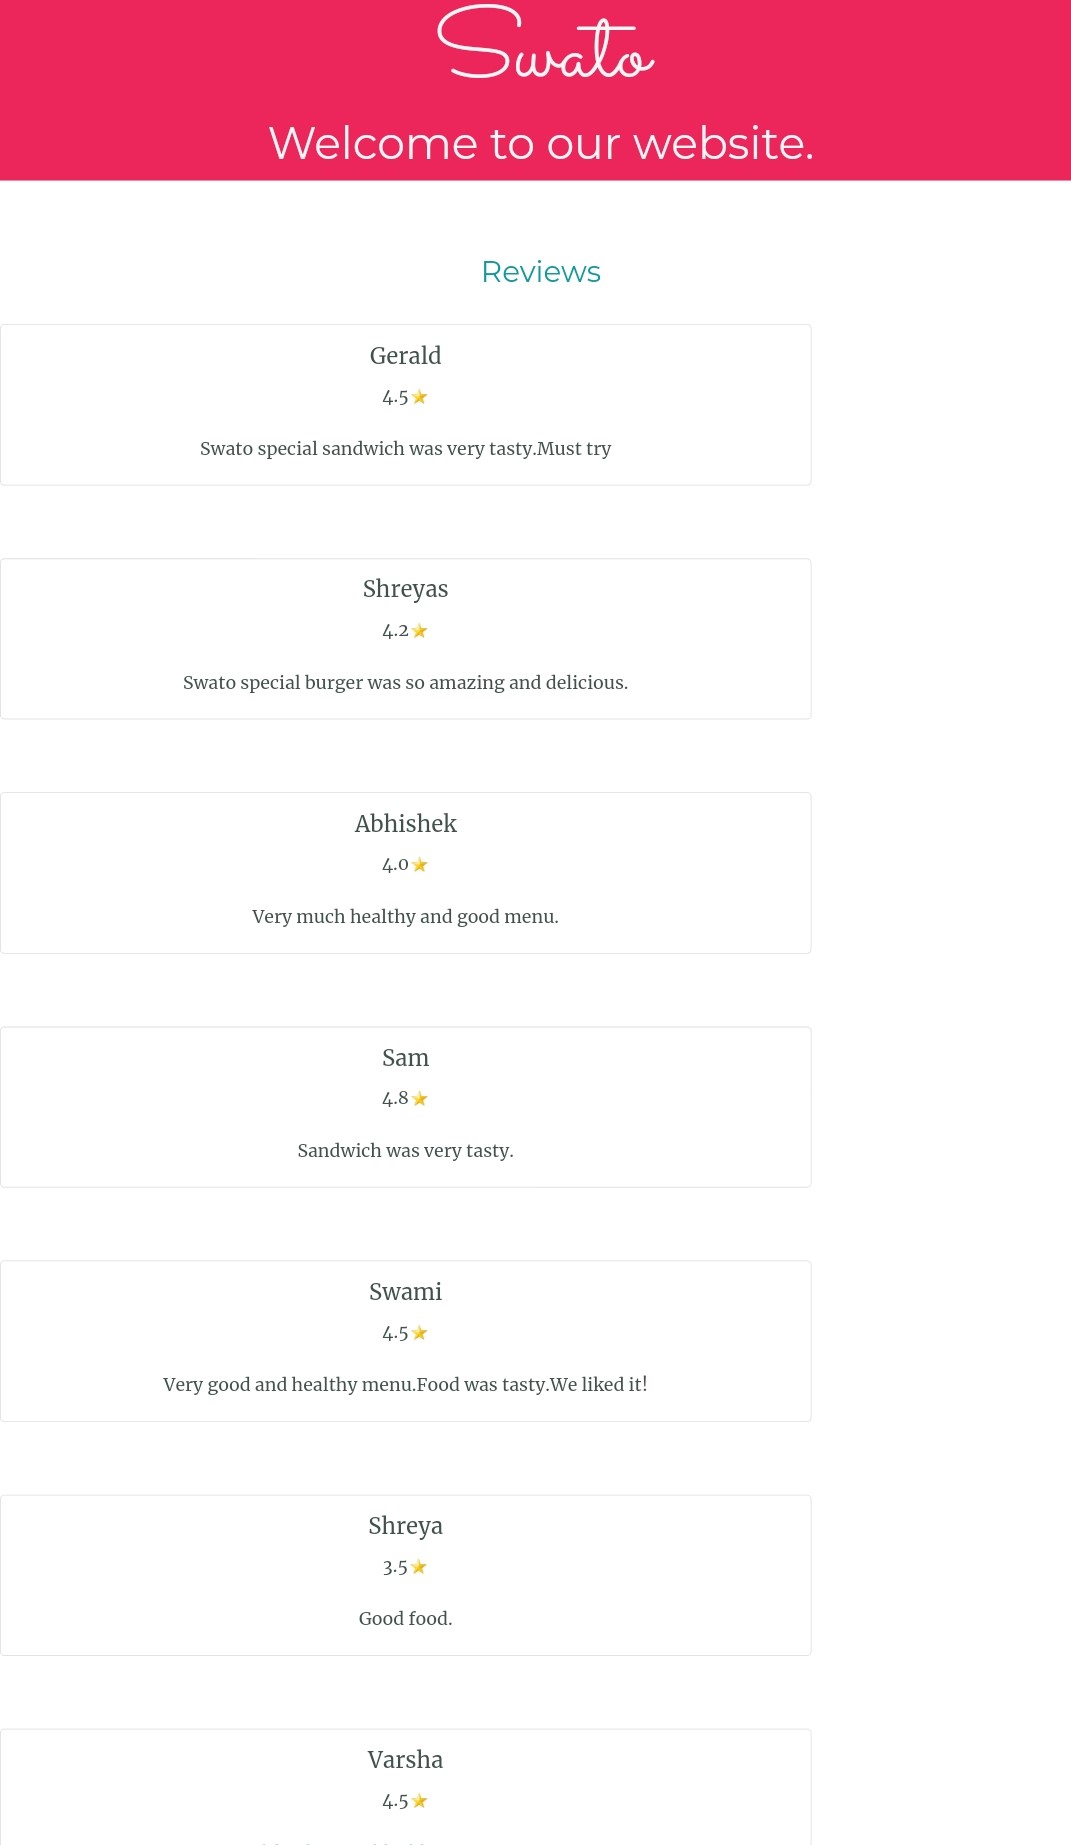 Swato
Welcome to our website.
Reviews
Gerald
4.5⭐
Swato special sandwich was very tasty.Must try
Shreyas
4.2⭐
Swato special burger was so amazing and delicious.
Abhishek
4.0⭐
Very much healthy and good menu.
Sam
4.8⭐
Sandwich was very tasty.
Swami
4.5⭐
Very good and healthy menu.Food was tasty.We liked it!
Shreya
3.5⭐
Good food.
Varsha
4.5⭐